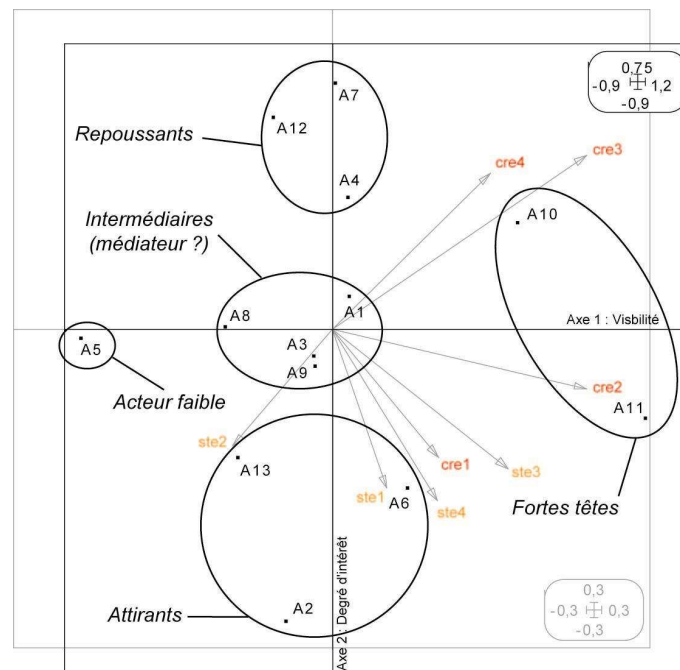 0,75
-0,9 1,2
-0,9
A7
A12
Repoussants
cre4
cre3
A4
A10
Intermédiaires
(médiateur ?)
A1
A8
Axe 1 : Visbilité
A5
A3
A9
Acteur faible
cre2
A11
ste2
A13
cre1
ste3
ste1
A6
ste4
Fortes têtes
Axe 2 : Degré d'intérêt
0,3
-0,3 0,3
-0,3
A2
Attirants